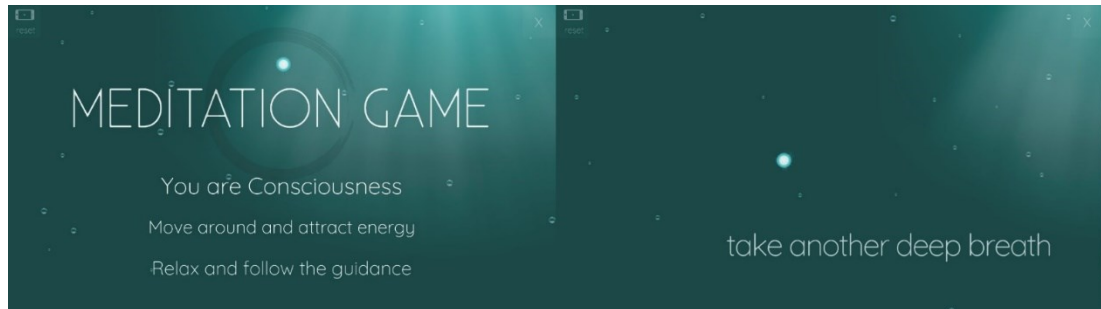 reset
X
MEDITATION GAME
You are Consciousness
Move around and attract energy
Relax and follow the guidance
reset
X
take another deep breath